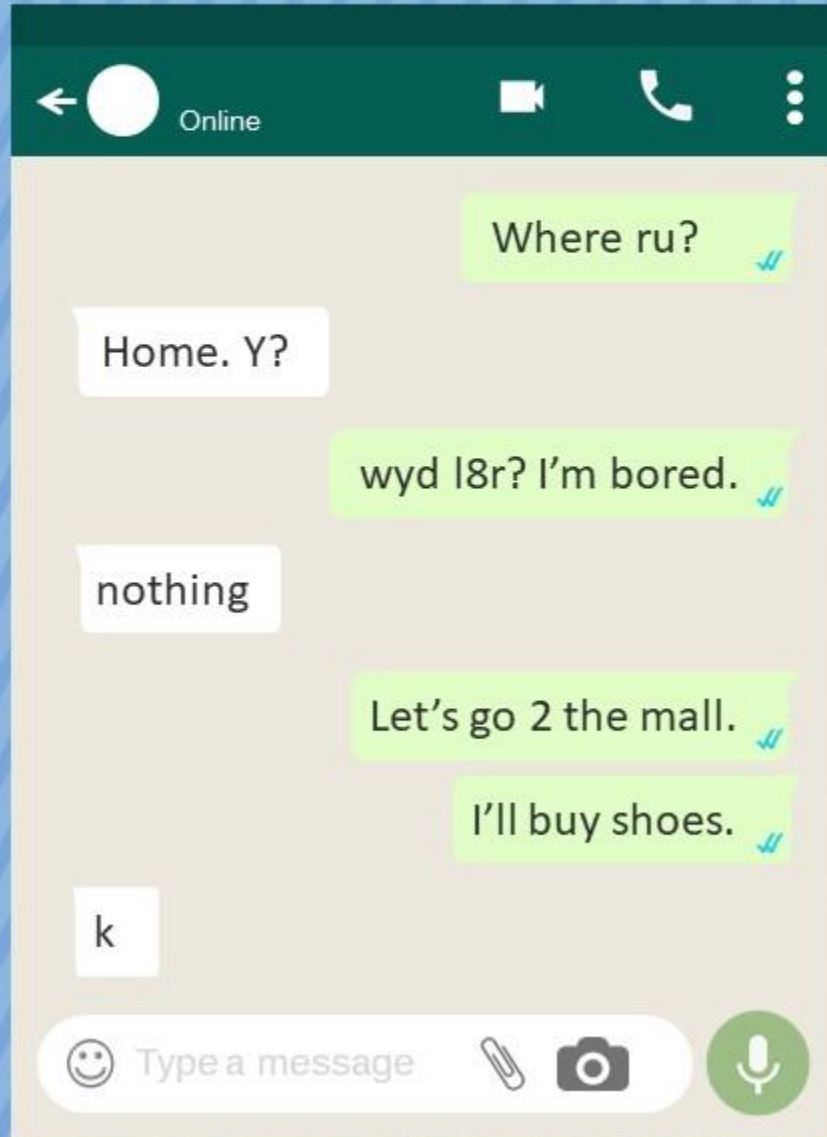 Online
Where ru?
Home. Y?
wyd l8r? I’m bored.
nothing
Let’s go 2 the mall.
I’ll buy shoes.
k
Type a message